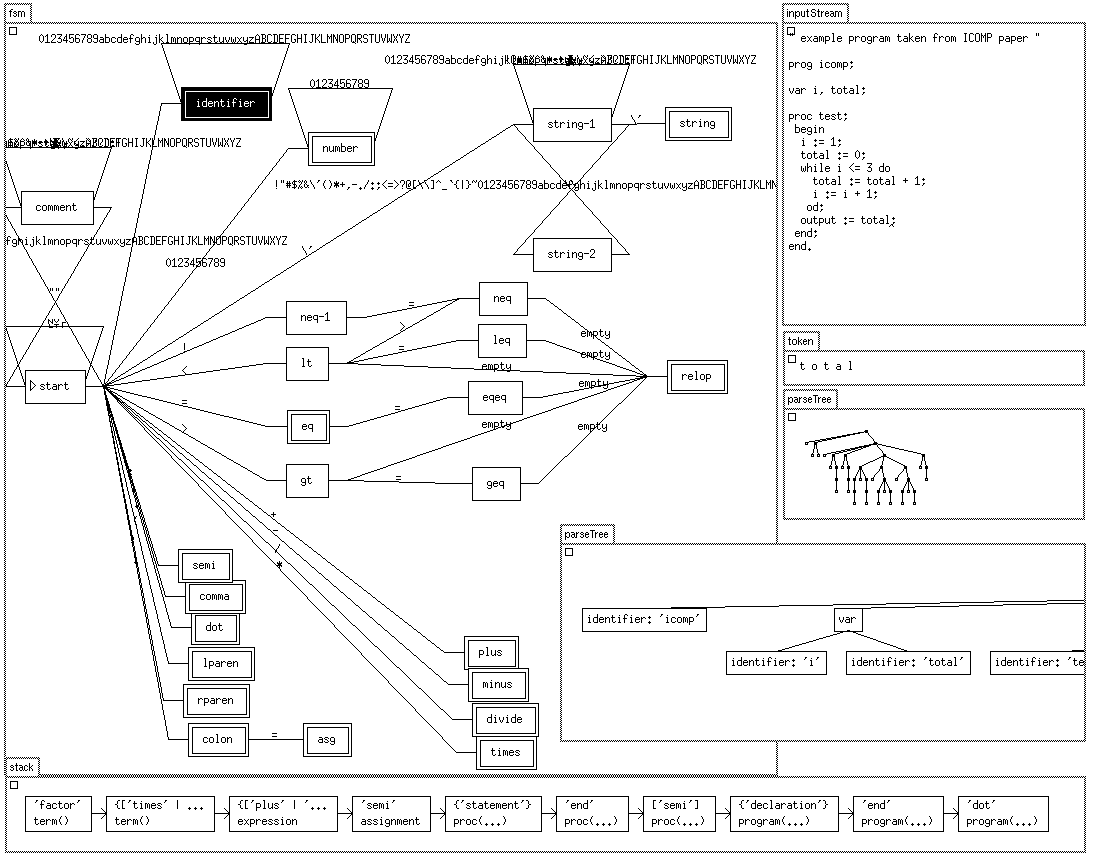 fsm
0123456789abcdefghijklmnopqrstuvwxyzABCDEFGHIJKLMNOPQRSTUVWXYZ
identifier
0123456789
number
string-1
\'
string
comment
!"#$%&\'()*+,-./:;<=>?@[\\]^_`{|}~0123456789abcdefghijklmnopqrstuvwxyzABCDEFGHIJKLMN
fghijklmnopqrstuvwxyzABCDEFGHIJKLMNOPQRSTUVWXYZ
\'
string-2
0123456789
""
neq-1
=
neq
>
!
leq
empty
lt
=
empty
<
empty
relop
start
empty
eqeq
=
eq
=
empty
empty
>
gt
=
geq
+
-
/
*
semi
comma
dot
lparen
rparen
colon
=
asg
plus
minus
divide
times
inputStream
" example program taken from ICOMP paper "
prog icomp;
var i, total;
proc test;
begin
i := 1;
total := 0;
while i <= 3 do
total := total + 1;
i := i + 1;
od;
output := total;
end;
end.
token
t o t a l
parseTree
parseTree
identifier: 'icomp'
var
identifier: 'i'
identifier: 'total'
identifier: 'te
stack
'factor'
term()
{['times' | ...
term()
{['plus' | '...
expression
'semi'
assignment
{'statement'}
proc(...)
'end'
proc(...)
['semi']
proc(...)
{'declaration'}
program(...)
'end'
program(...)
'dot'
program(...)